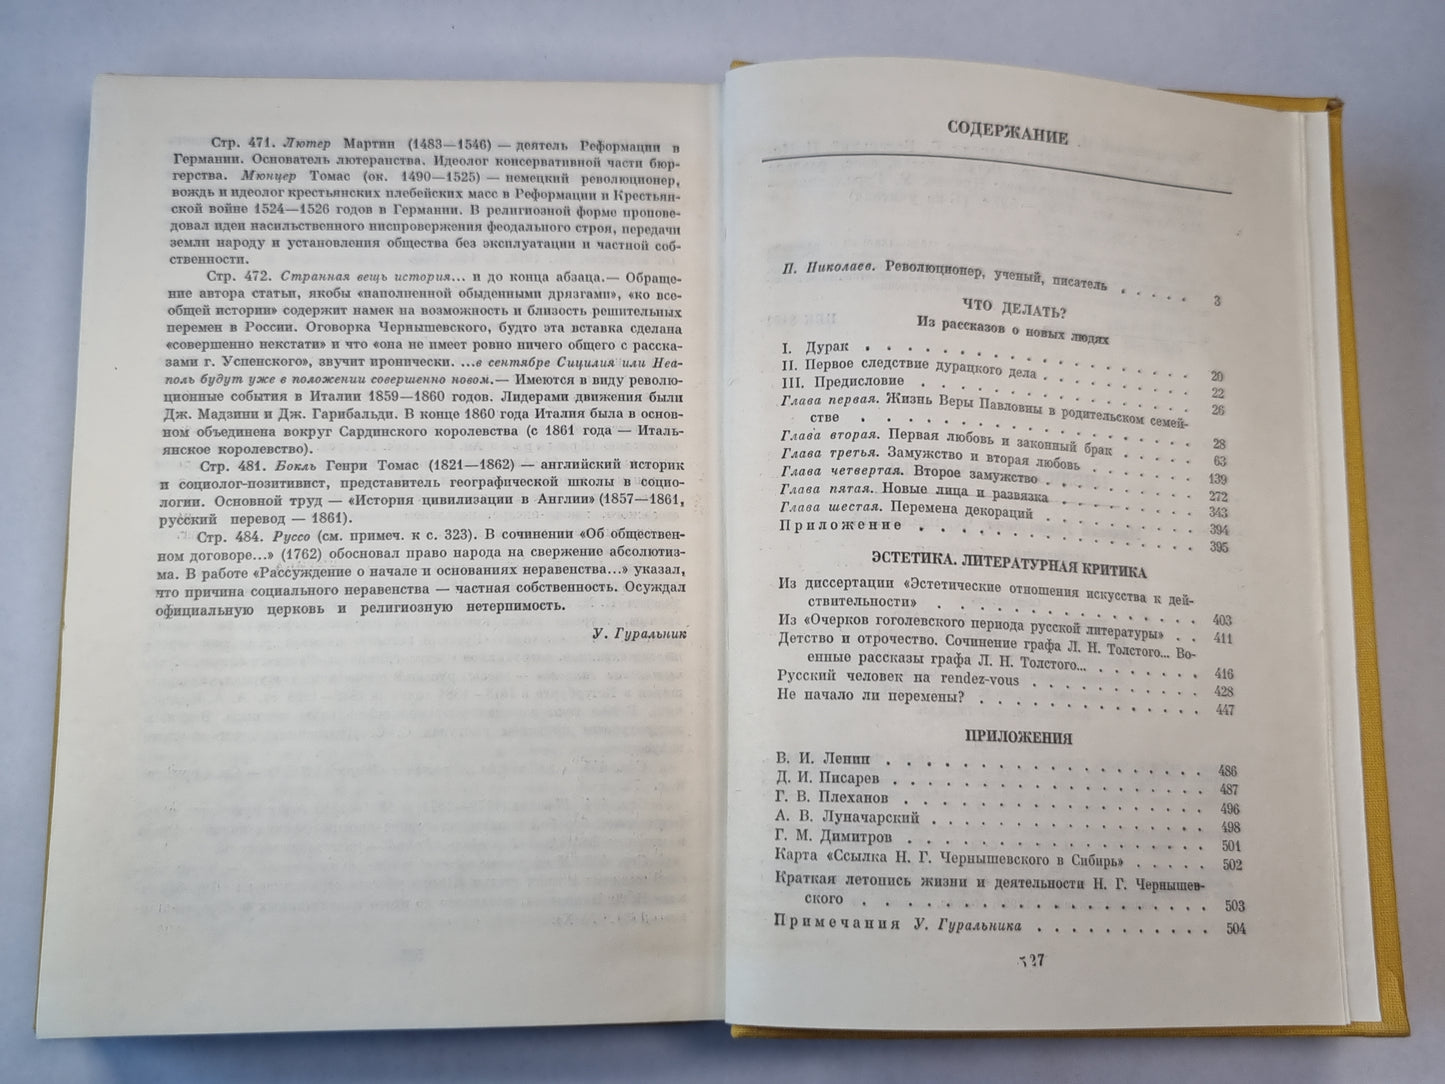 Стр. 471. Лютер Мартин (1483—1546) — деятель Реформации в
Германии. Основатель лютеранства. Идеолог консервативной части бюр-
герства. Мюнцер Томас (ок. 1490—1525) — немецкий революционер,
вождь и идеолог крестьянских плебейских масс в Реформации и Крестьян-
ской войне 1524—1526 годов в Германии. В религиозной форме пропове-
довал идеи насильственного ниспровержения феодального строя, передачи
земли народу и установления общества без эксплуатации и частной соб-
ственности.
Стр. 472. Странная вещь история... и до конца абзаца.— Обраще-
ние автора статьи, якобы «наполненной обыденными дрязгами», «ко все-
общей истории» содержит намек на возможность и близость решительных
перемен в России. Оговорка Чернышевского, будто эта вставка сделана
«совершенно некстати» и что «она не имеет ровно ничего общего с расска-
зами г. Успенского», звучит иронически. ...в сентябре Сицилия или Неа-
поль будут уже в положении совершенно новом.— Имеются в виду револю-
ционные события в Италии 1859—1860 годов. Лидерами движения были
Дж. Мадзини и Дж. Гарибальди. В конце 1860 года Италия была в основ-
ном объединена вокруг Сардинского королевства (с 1861 года — Италь-
янское королевство).
Стр. 481. Бокль Генри Томас (1821—1862) — английский историк
и социолог-позитивист, представитель географической школы в социо-
логии. Основной труд — «История цивилизации в Англии» (1857—1861,
русский перевод — 1861).
Стр. 484. Руссо (см. примеч. к с. 323). В сочинении «Об обществен-
ном договоре...» (1762) обосновал право народа на свержение абсолютиз-
ма. В работе «Рассуждение о начале и основаниях неравенства...» указал,
что причина социального неравенства — частная собственность. Осуждал
официальную церковь и религиозную нетерпимость.
У. Гуральник
СОДЕРЖАНИЕ
П. Николаев. Революционер, ученый, писатель . . . . . 3
ЧТО ДЕЛАТЬ?
Из рассказов о новых людях
I. Дурак . . . . . . . . . . . . . . . 20
II. Первое следствие дурацкого дела . . . . . . . . 22
III. Предисловие . . . . . . . . . . . . . 26
Глава первая. Жизнь Веры Павловны в родительском семей-
стве . . . . . . . . . . . . . . . 28
Глава вторая. Первая любовь и законный брак . . . . . 63
Глава третья. Замужство и вторая любовь . . . . . . 139
Глава четвертая. Второе замужство . . . . . . . . 272
Глава пятая. Новые лица и развязка . . . . . . . 343
Глава шестая. Перемена декораций . . . . . . . . 394
Приложение . . . . . . . . . . . . . 395
ЭСТЕТИКА. ЛИТЕРАТУРНАЯ КРИТИКА
Из диссертации «Эстетические отношения искусства к дей-
ствительности» . . . . . . . . . . . . 403
Из «Очерков гоголевского периода русской литературы» . . 411
Детство и отрочество. Сочинение графа Л. Н. Толстого... Во-
енные рассказы графа Л. Н. Толстого... . . . . . . 416
Русский человек на rendez-vous . . . . . . . . . 428
Не начало ли перемены? . . . . . . . . . . . 447
ПРИЛОЖЕНИЯ
В. И. Ленин . . . . . . . . . . . . . . 486
Д. И. Писарев . . . . . . . . . . . . . . 487
Г. В. Плеханов . . . . . . . . . . . . . 496
А. В. Луначарский . . . . . . . . . . . . 498
Г. М. Димитров . . . . . . . . . . . . . 501
Карта «Ссылка Н. Г. Чернышевского в Сибирь» . . . . . 502
Краткая летопись жизни и деятельности Н. Г. Чернышев-
ского . . . . . . . . . . . . . . . 503
Примечания У. Гуральника . . . . . . . . . . 504
527